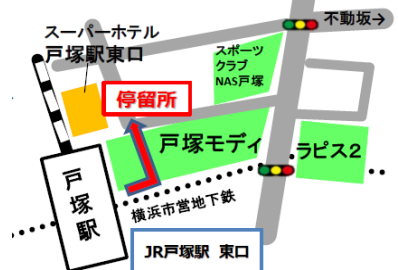 不動坂→
スーパーホテル
戸塚駅東口
スポーツ
クラブ
NAS戸塚
停留所
戸塚モディ
ラピス2
戸塚駅
横浜市営地下鉄
JR戸塚駅 東口